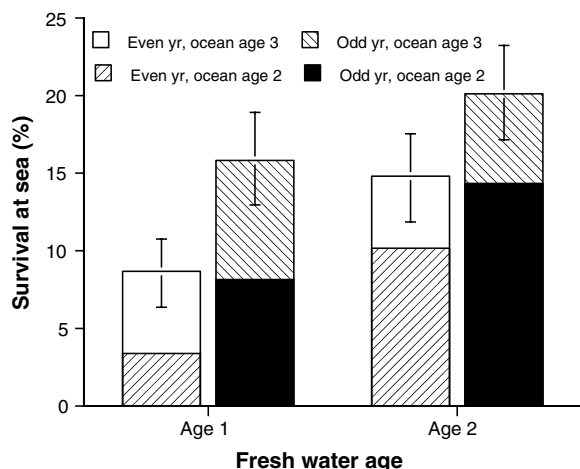 25
20
15
10
5
0
Survival at sea (%)
Even yr, ocean age 3
Odd yr, ocean age 3
Even yr, ocean age 2
Odd yr, ocean age 2
Age 1
Age 2
Fresh water age